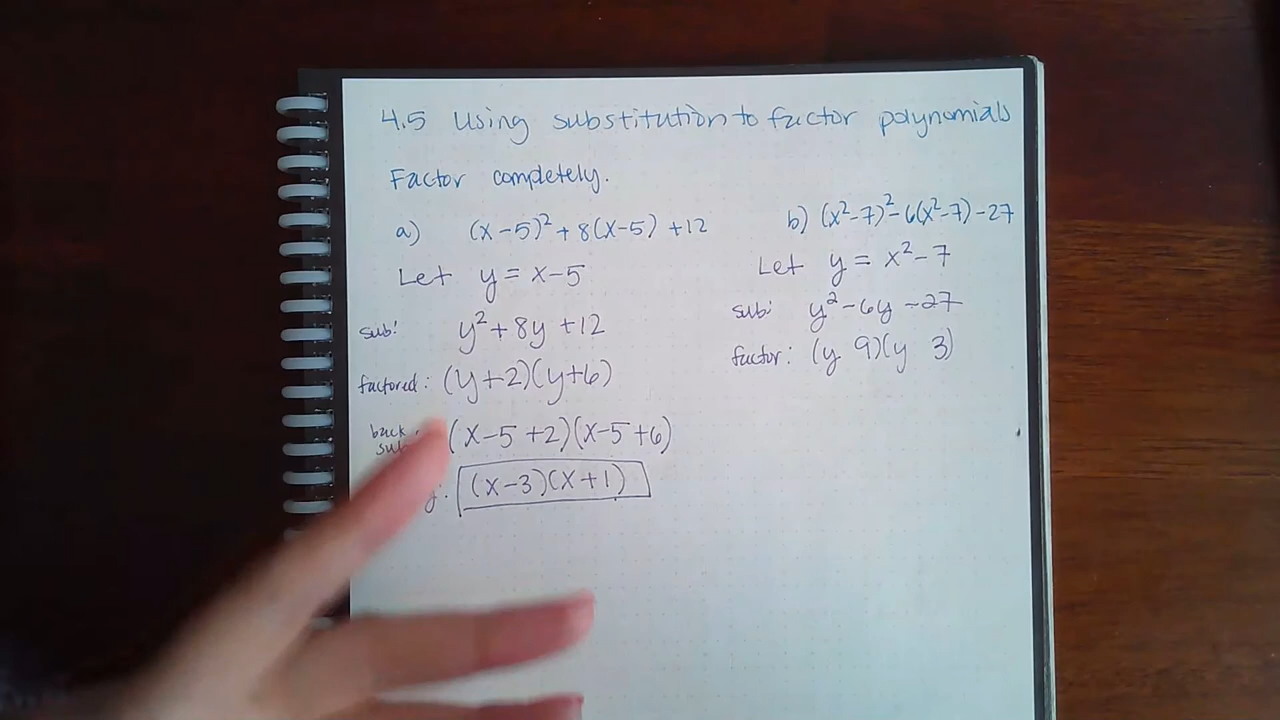 4.5 Using substitution to factor polynomials
Factor completely.
a) (x-5)²+8(x-5)+12
Let y = x-5
sub: y²+8y+12
factored: (y+2)(y+6)
back
sub (x-5+2)(x-5+6)
(x-3)(x+1)
b) (x²-7)²-6(x²-7)-27
Let y = x²-7
sub: y²-6y-27
factor: (y 9)(y 3)